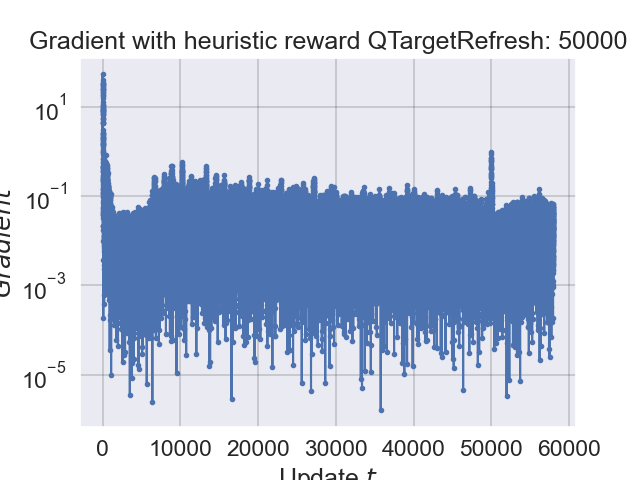 Gradient with heuristic reward QTargetRefresh: 50000
10^1
10^−1
10^−3
10^−5
Gradient
0 10000 20000 30000 40000 50000 60000
Update t